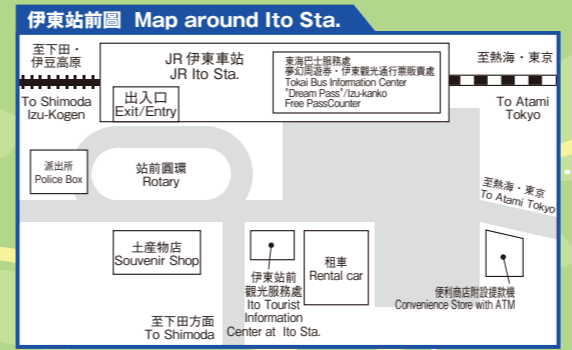 伊東站前圖 Map around Ito Sta.
至下田・
伊豆高原
To Shimoda
Izu-Kogen
JR 伊東車站
JR Ito Sta.
出入口
Exit/Entry
東海巴士服務處
夢幻周遊券・伊東觀光通行票販賣處
Tokai Bus Information Center
"Dream Pass"/Izu-kanko
Free PassCounter
至熱海・東京
To Atami
Tokyo
派出所
Police Box
站前圓環
Rotary
至熱海・東京
To Atami Tokyo
土産物店
Souvenir Shop
伊東站前
觀光服務處
Ito Tourist
Information
Center at Ito Sta.
租車
Rental car
便利商店附設提款機
Convenience Store with ATM
至下田方面
To Shimoda